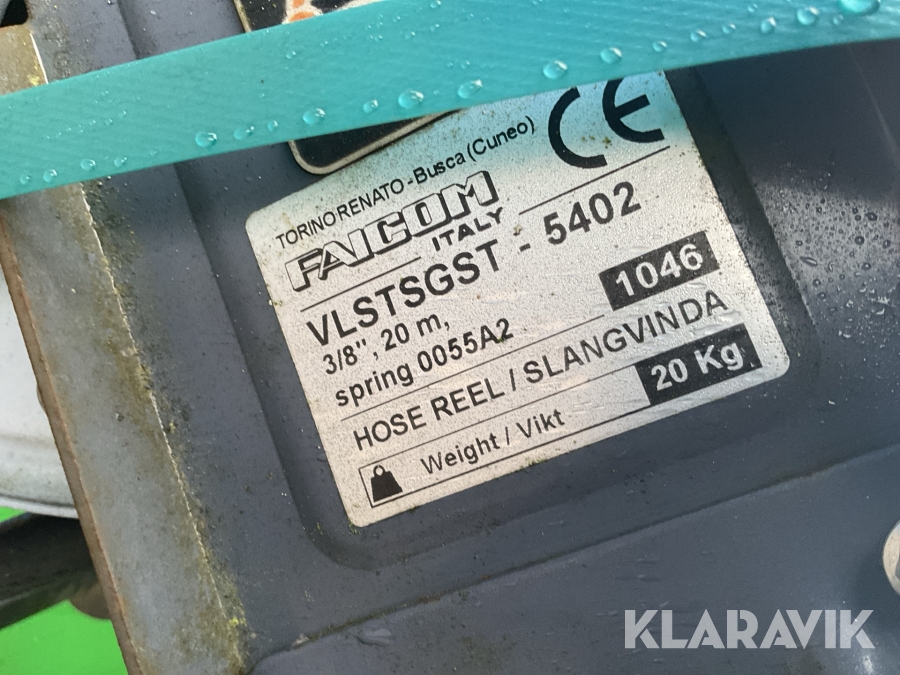 TORINO RENATO - Busca (Cuneo)
CE
FAICOM
ITALY
VLSTSGST - 5402
3/8", 20 m,
spring 0055A2
1046
HOSE REEL / SLANGVINDA
Weight / Vikt
20 Kg
KLARAVIK